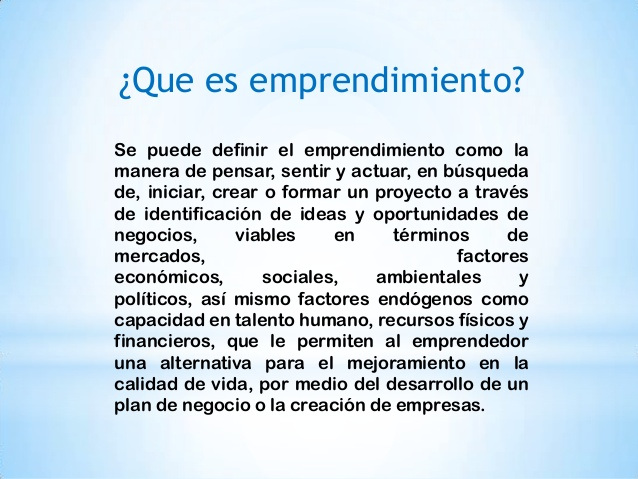 ¿Que es emprendimiento?
Se puede definir el emprendimiento como la
manera de pensar, sentir y actuar, en búsqueda
de, iniciar, crear o formar un proyecto a través
de identificación de ideas y oportunidades de
negocios, viables en términos de
mercados, factores
económicos, sociales, ambientales y
políticos, así mismo factores endógenos como
capacidad en talento humano, recursos físicos y
financieros, que le permiten al emprendedor
una alternativa para el mejoramiento en la
calidad de vida, por medio del desarrollo de un
plan de negocio o la creación de empresas.